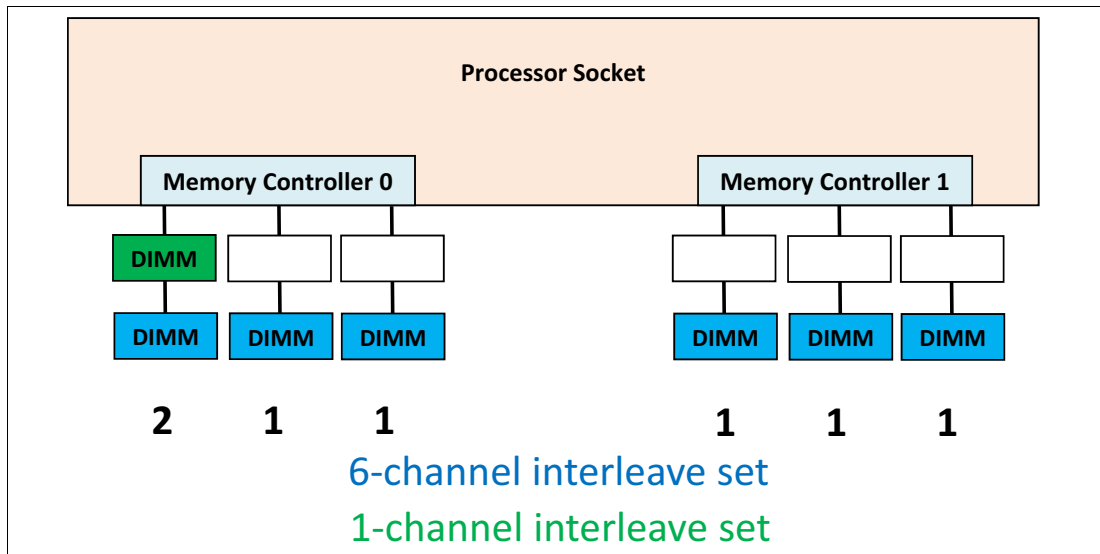 Processor Socket
Memory Controller 0 Memory Controller 1
DIMM
DIMM DIMM DIMM DIMM DIMM DIMM
2 1 1 1 1 1
6-channel interleave set
1-channel interleave set